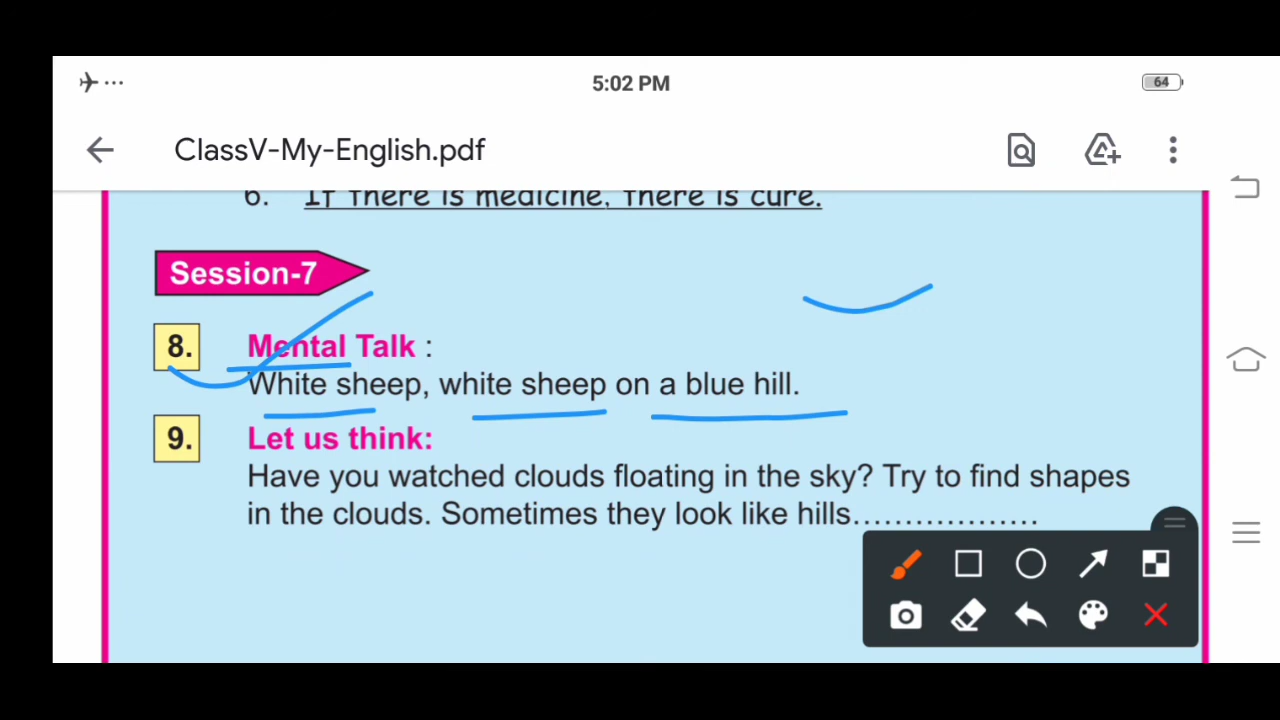 5:02 PM
64
ClassV-My-English.pdf
6. If there is medicine, there is cure.
Session-7
8. Mental Talk :
White sheep, white sheep on a blue hill.
9. Let us think:
Have you watched clouds floating in the sky? Try to find shapes
in the clouds. Sometimes they look like hills..................